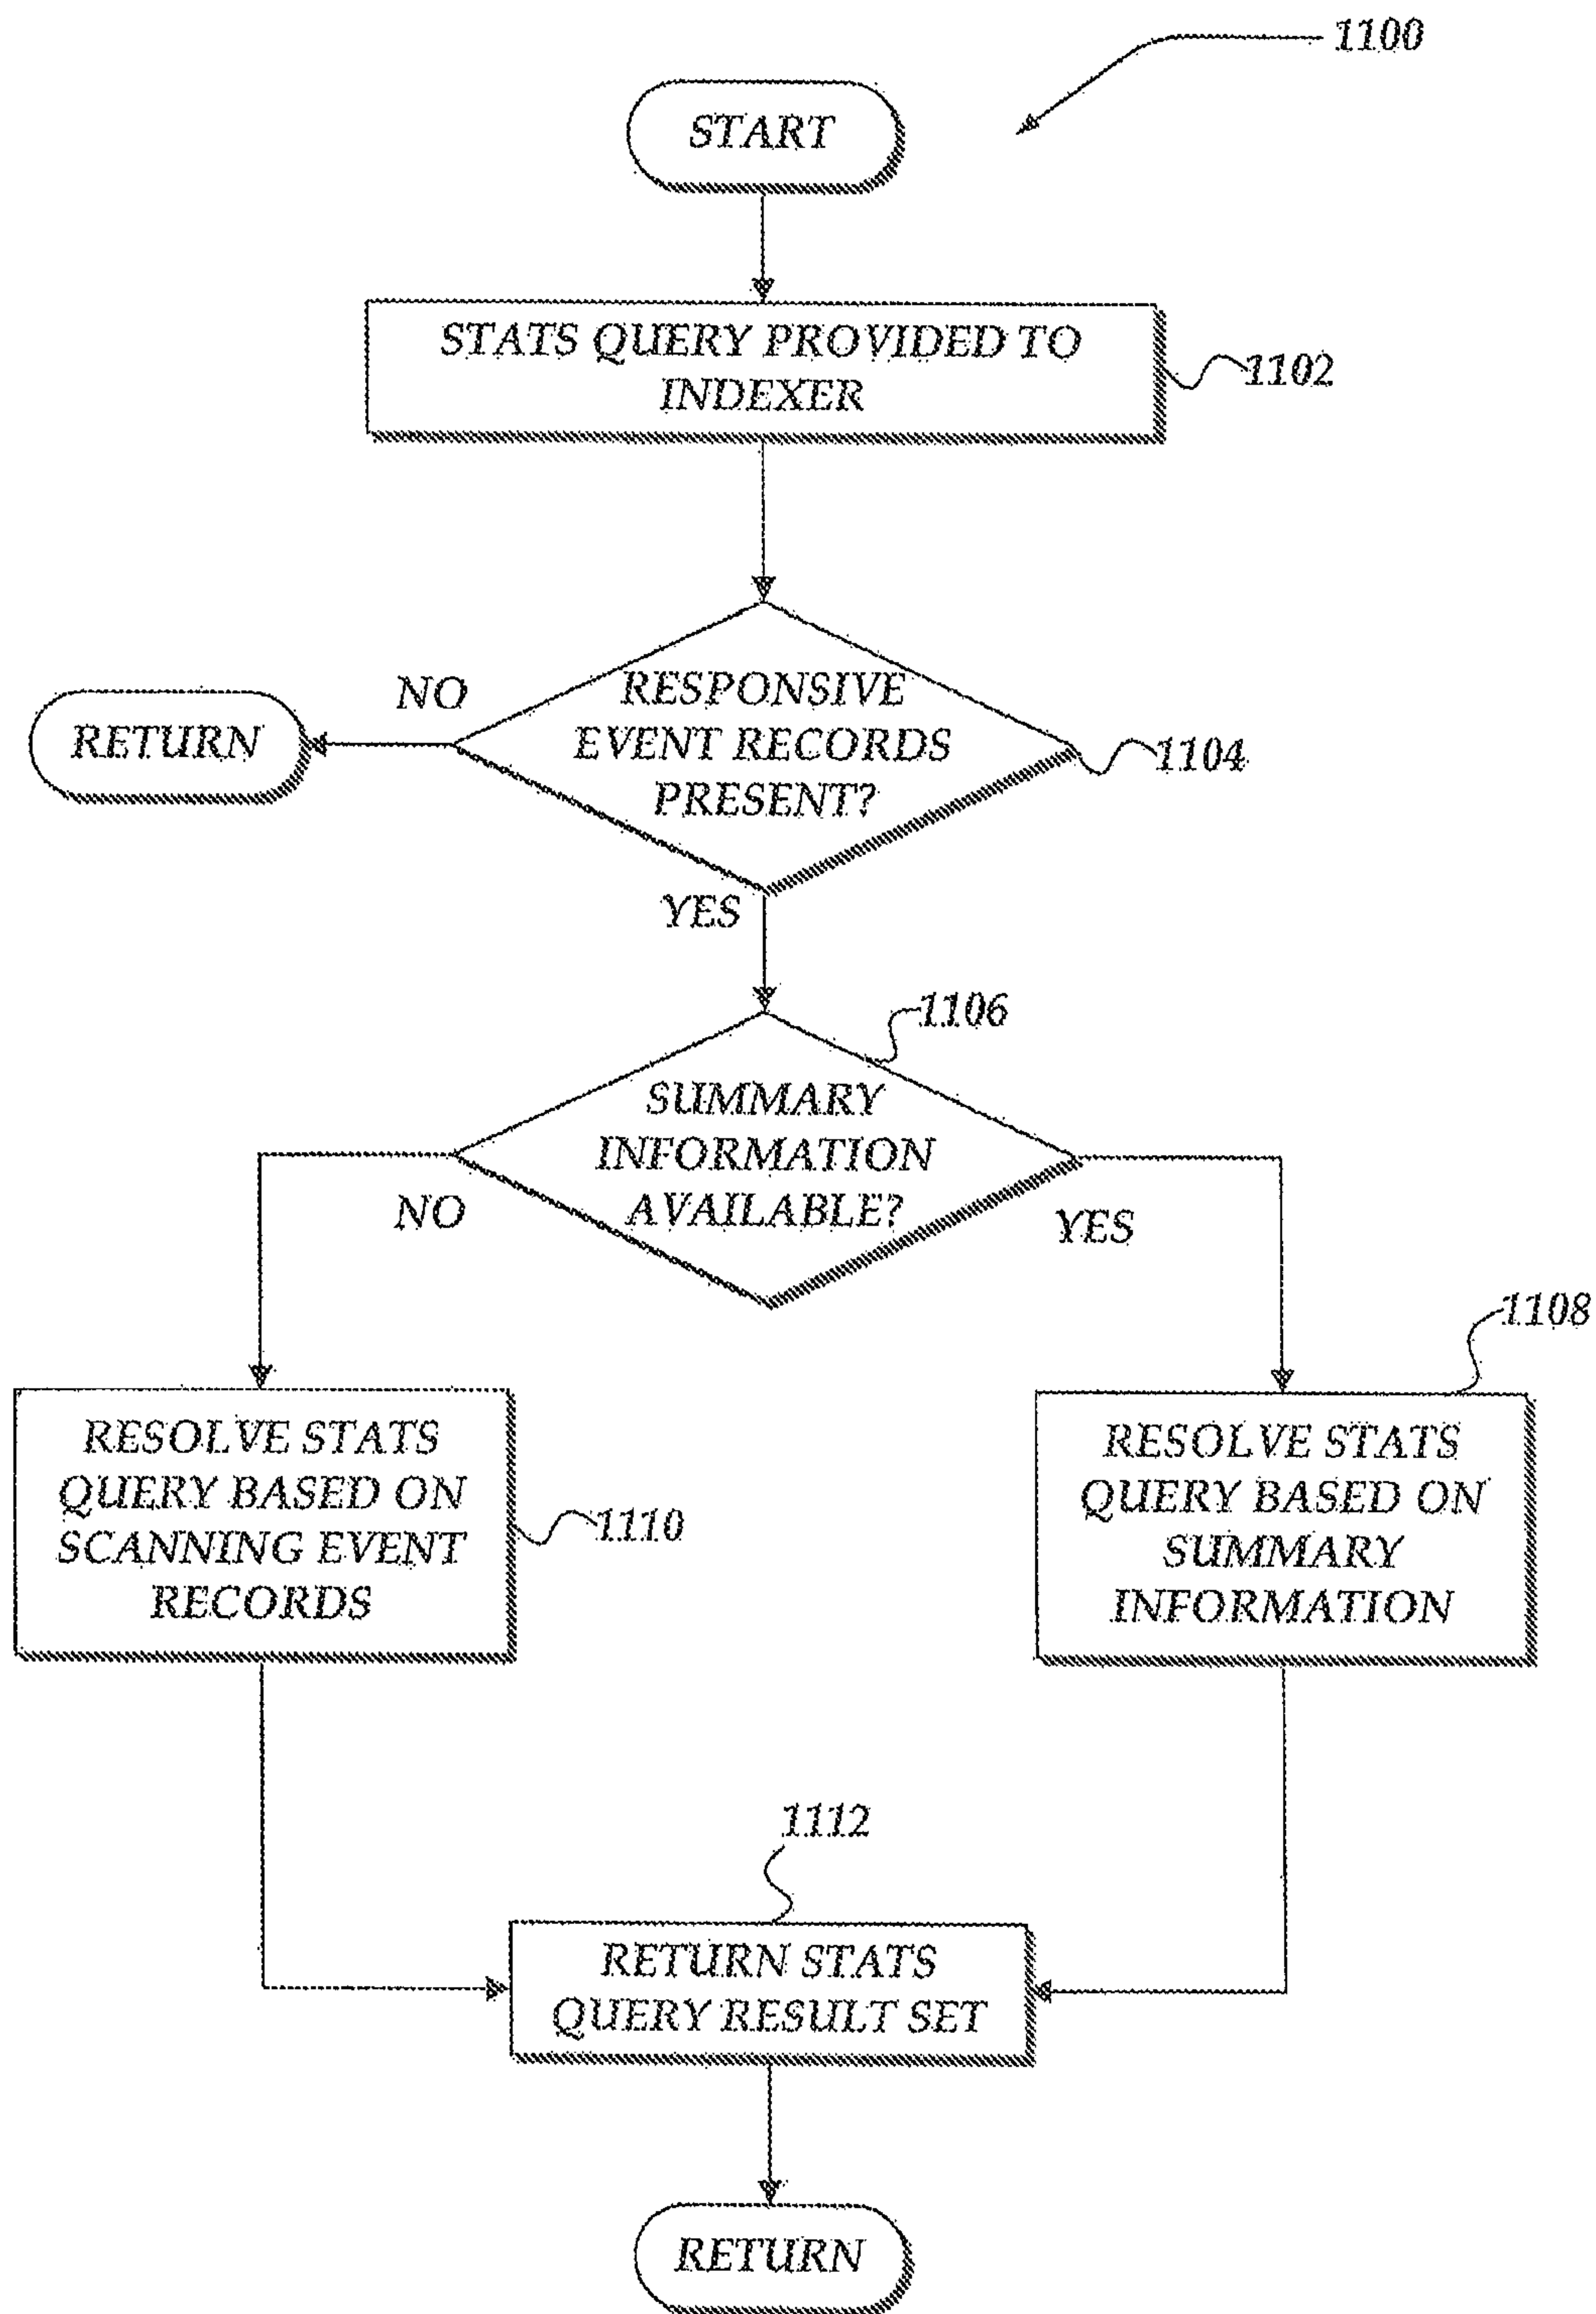 1100
START
STATS QUERY PROVIDED TO
INDEXER
1102
NO
RESPONSIVE
EVENT RECORDS
PRESENT?
RETURN
1104
YES
1106
SUMMARY
INFORMATION
AVAILABLE?
NO
YES
1108
RESOLVE STATS
QUERY BASED ON
SCANNING EVENT
RECORDS
1110
RESOLVE STATS
QUERY BASED ON
SUMMARY
INFORMATION
1112
RETURN STATS
QUERY RESULT SET
RETURN